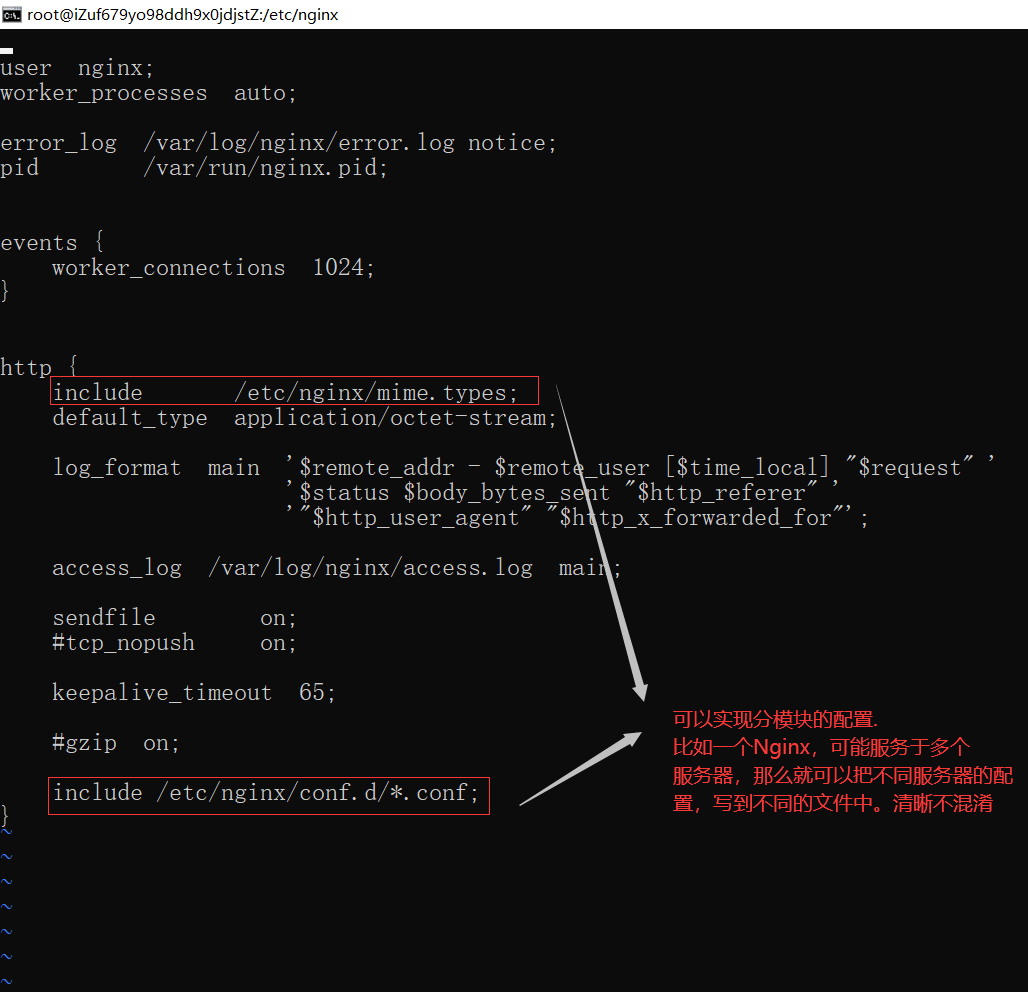 root@iZuf679yo98ddh9x0jdjstZ:/etc/nginx
user  nginx;
worker_processes  auto;
error_log  /var/log/nginx/error.log notice;
pid        /var/run/nginx.pid;
events {
    worker_connections  1024;
}
http {
    include       /etc/nginx/mime.types;
    default_type  application/octet-stream;
    log_format  main  '$remote_addr - $remote_user [$time_local] "$request" '
                      '$status $body_bytes_sent "$http_referer" '
                      '"$http_user_agent" "$http_x_forwarded_for"';
    access_log  /var/log/nginx/access.log  main;
    sendfile        on;
    #tcp_nopush     on;
    keepalive_timeout  65;
    #gzip  on;
    include /etc/nginx/conf.d/*.conf;
}
~
~
~
~
~
~
~
可以实现分模块的配置.
比如一个Nginx，可能服务于多个
服务器，那么就可以把不同服务器的配
置，写到不同的文件中。清晰不混淆